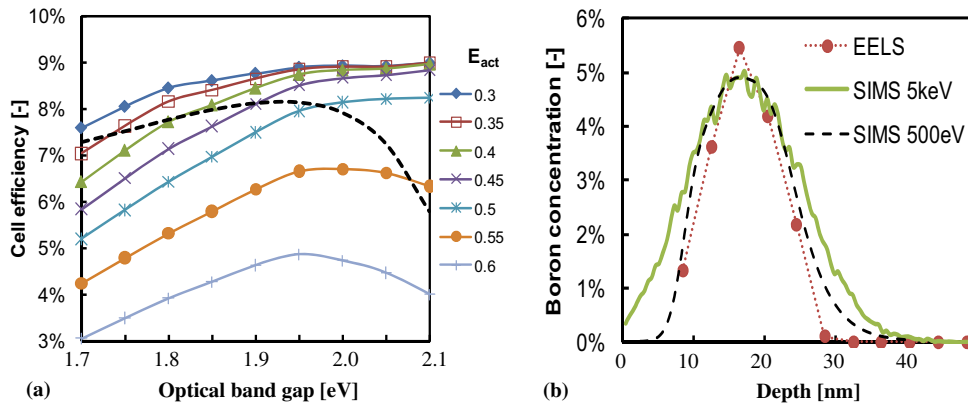 9%
8%
7%
6%
5%
4%
3%
Cell efficiency [-]
1.7 1.8 1.9 2.0 2.1
(a) Optical band gap [eV]
E_act
0.3
0.35
0.4
0.45
0.5
0.55
0.6
6%
5%
4%
3%
2%
1%
0%
Boron concentration [-]
EELS
SIMS 5keV
SIMS 500eV
0 10 20 30 40
(b) Depth [nm]